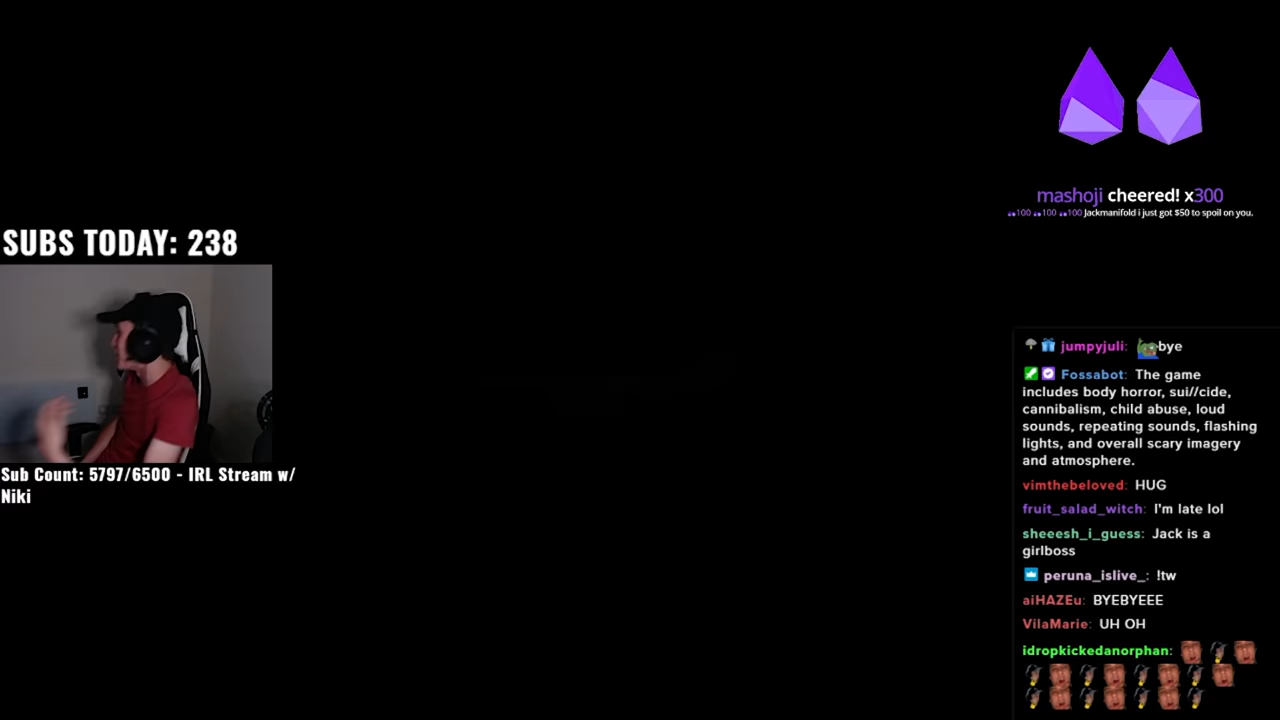 mashoji cheered! x300
100 100 100 Jackmanifold i just got $50 to spoil on you.
SUBS TODAY: 238
Sub Count: 5797/6500 - IRL Stream w/
Niki
jumpyjuli: bye
Fossabot: The game
includes body horror, sui//cide,
cannibalism, child abuse, loud
sounds, repeating sounds, flashing
lights, and overall scary imagery
and atmosphere.
vimthebeloved: HUG
fruit_salad_witch: I'm late lol
sheeesh_i_guess: Jack is a
girlboss
peruna_islive_: !tw
aiHAZEu: BYEBYEEE
VilaMarie: UH OH
idropkickedanorphan: